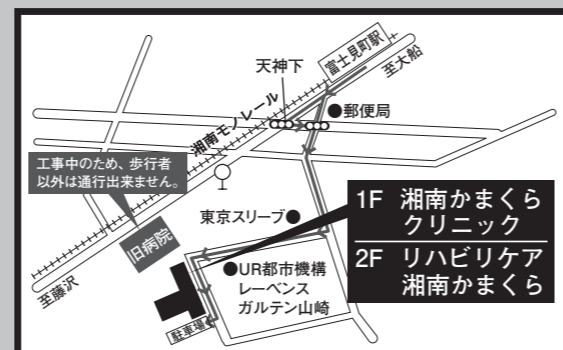 富士見町駅
至大船
天神下
●郵便局
湘南モノレール
工事中のため、歩行者
以外は通行出来ません。
旧病院
至藤沢
東京スリーブ●
1F 湘南かまくら
クリニック
2F リハビリケア
湘南かまくら
●UR都市機構
レーベンス
ガルテン山崎
駐車場